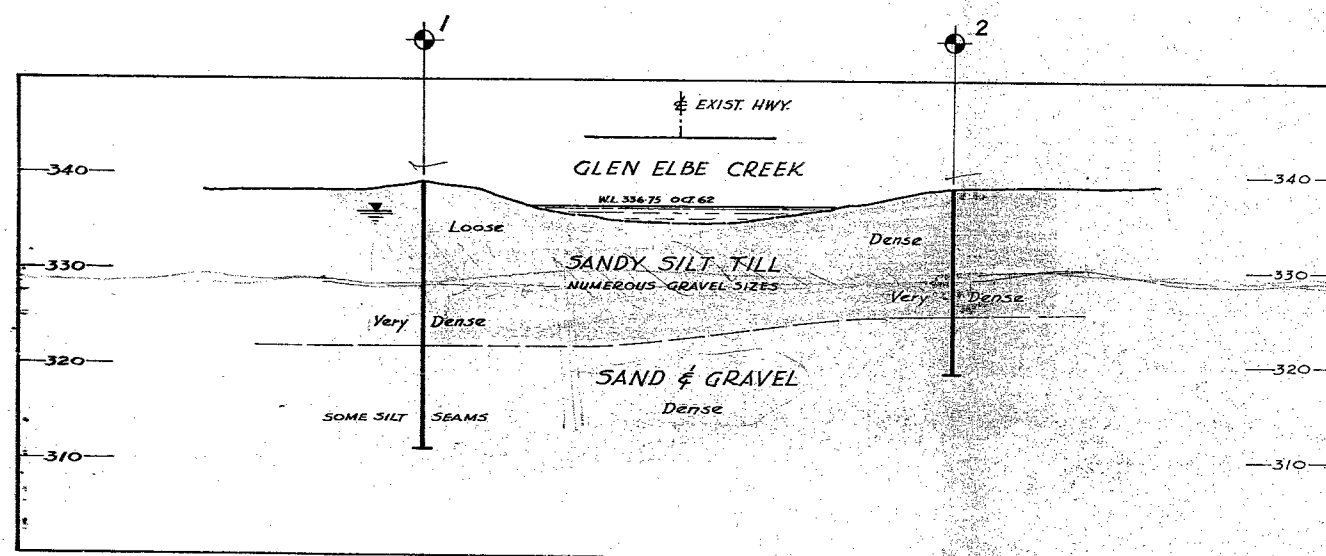 1
2
℄ EXIST. HWY.
GLEN ELBE CREEK
340
340
W.L. 336.75 OCT. 62
Loose
Dense
SANDY SILT TILL
NUMEROUS GRAVEL SIZES
330
330
Very Dense
Very Dense
320
320
SAND & GRAVEL
Dense
SOME SILT SEAMS
310
310